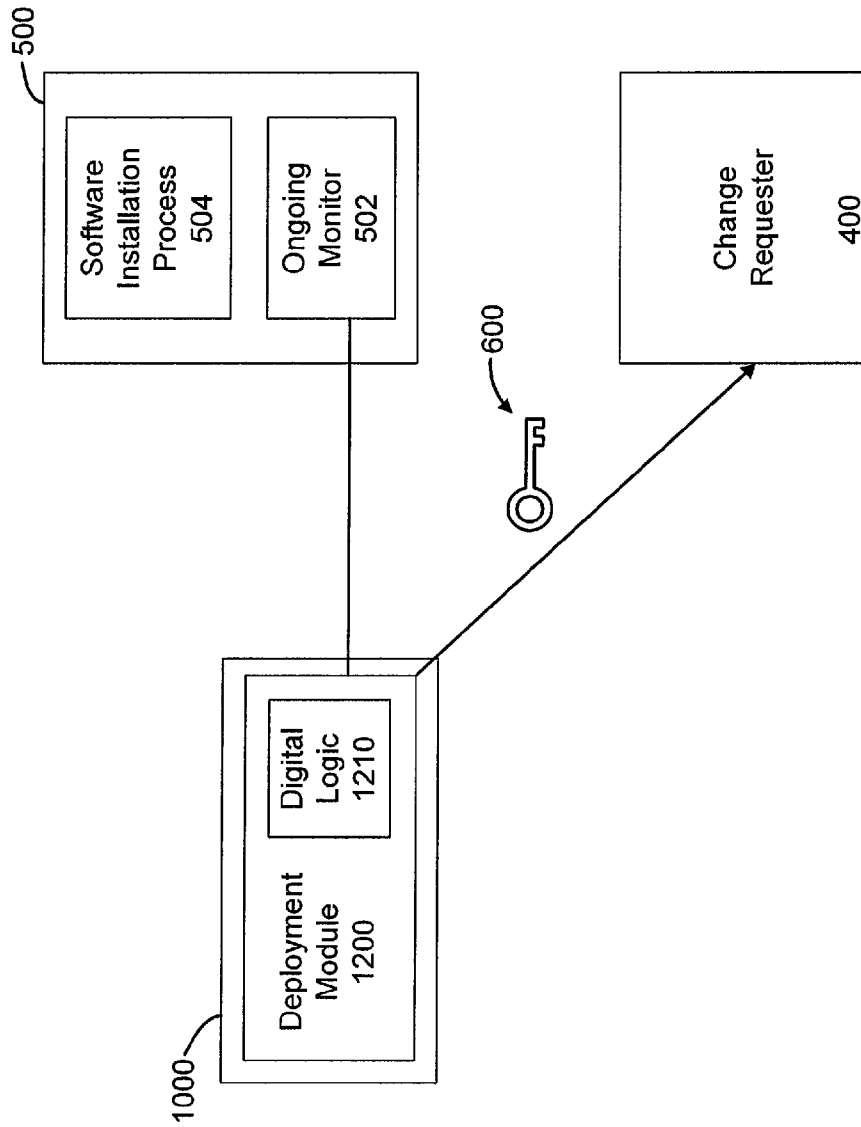 500
Software
Installation
Process
504
Ongoing
Monitor
502
600
Change
Requester
400
1000
Deployment
Module
1200
Digital
Logic
1210